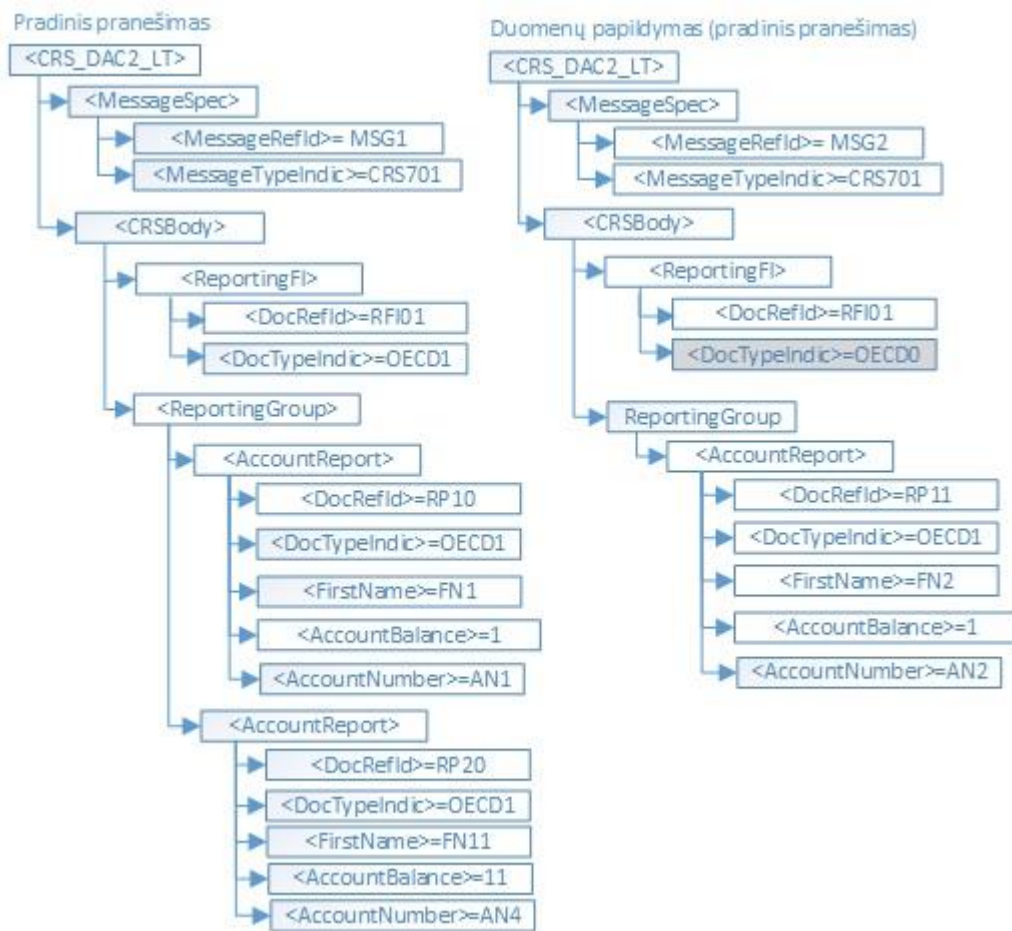 Pradinis pranešimas
<CRS_DAC2_LT>
<MessageSpec>
<MessageRefId>= MSG1
<MessageTypeIndic>=CRS701
<CRSBody>
<ReportingFI>
<DocRefId>=RFI01
<DocTypeIndic>=OECD1
<ReportingGroup>
<AccountReport>
<DocRefId>=RP10
<DocTypeIndic>=OECD1
<FirstName>=FN1
<AccountBalance>=1
<AccountNumber>=AN1
<AccountReport>
<DocRefId>=RP20
<DocTypeIndic>=OECD1
<FirstName>=FN11
<AccountBalance>=11
<AccountNumber>=AN4
Duomenų papildymas (pradinis pranešimas)
<CRS_DAC2_LT>
<MessageSpec>
<MessageRefId>= MSG2
<MessageTypeIndic>=CRS701
<CRSBody>
<ReportingFI>
<DocRefId>=RFI01
<DocTypeIndic>=OECD0
ReportingGroup
<AccountReport>
<DocRefId>=RP11
<DocTypeIndic>=OECD1
<FirstName>=FN2
<AccountBalance>=1
<AccountNumber>=AN2